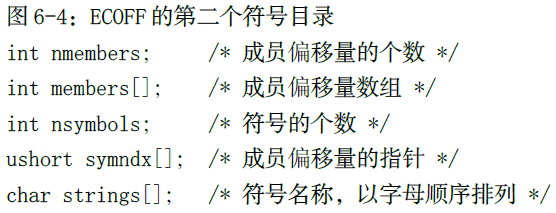 图 6-4：ECOFF 的第二个符号目录
int nmembers; /* 成员偏移量的个数 */
int members[]; /* 成员偏移量数组 */
int nsymbols; /* 符号的个数 */
ushort symndx[]; /* 成员偏移量的指针 */
char strings[]; /* 符号名称，以字母顺序排列 */